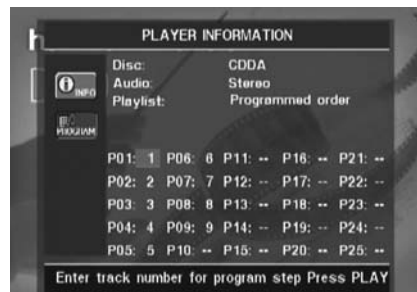 PLAYER INFORMATION
Disc: CDDA
Audio: Stereo
Playlist: Programmed order
INFO
PROGRAM
P01: 1 P06: 6 P11: -- P16: -- P21: --
P02: 2 P07: 7 P12: -- P17: -- P22: --
P03: 3 P08: 8 P13: -- P18: -- P23: --
P04: 4 P09: 9 P14: -- P19: -- P24: --
P05: 5 P10: -- P15: -- P20: -- P25: --
Enter track number for program step Press PLAY